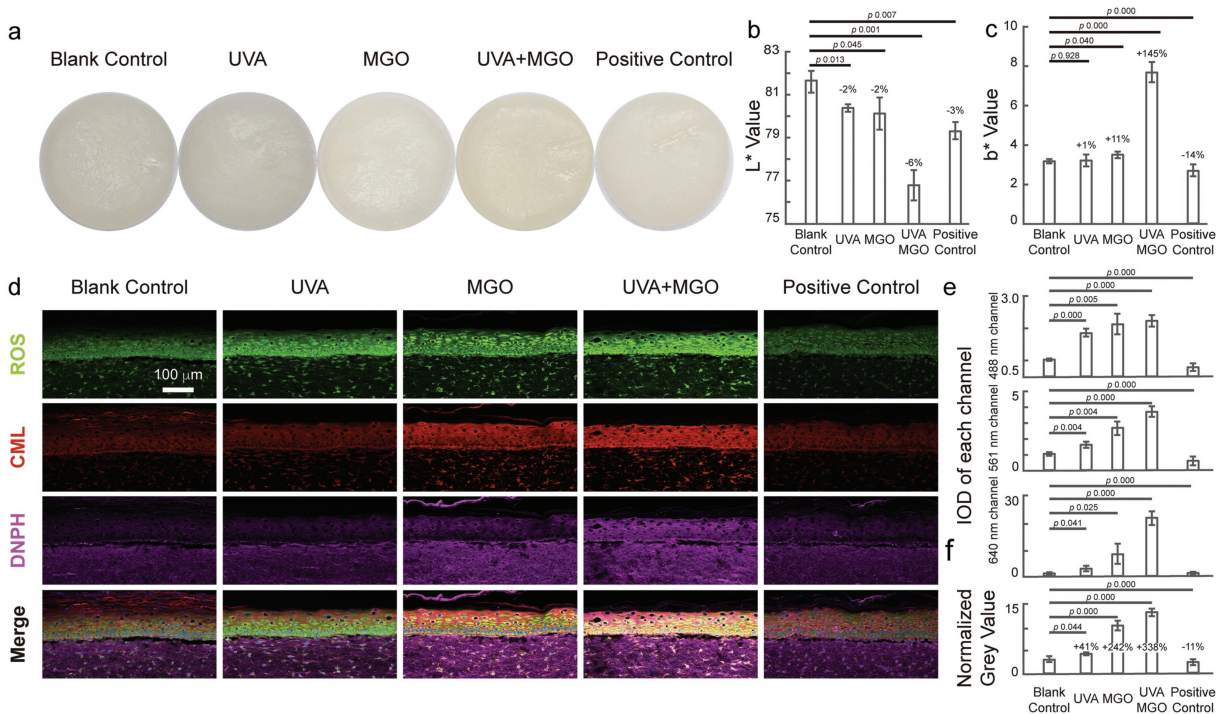 a
Blank Control
UVA
MGO
UVA+MGO
Positive Control
b
p 0.007
p 0.001
p 0.045
p 0.013
L* Value
83
81
79
77
75
-2%
-2%
-6%
-3%
Blank
Control
UVA
MGO
UVA
MGO
Positive
Control
c
p 0.000
p 0.000
p 0.040
p 0.928
b* Value
10
8
6
4
2
0
+1%
+11%
+145%
-14%
Blank
Control
UVA
MGO
UVA
MGO
Positive
Control
d
Blank Control
UVA
MGO
UVA+MGO
Positive Control
ROS
100 μm
CML
DNPH
Merge
e
IOD of each channel
488 nm channel
3.0
0.5
p 0.000
p 0.000
p 0.005
p 0.000
561 nm channel
5
0
p 0.000
p 0.000
p 0.004
p 0.004
640 nm channel
30
0
p 0.000
p 0.000
p 0.025
p 0.041
f
Normalized
Grey Value
15
0
p 0.000
p 0.000
p 0.000
p 0.044
+41%
+242%
+338%
-11%
Blank
Control
UVA
MGO
UVA
MGO
Positive
Control